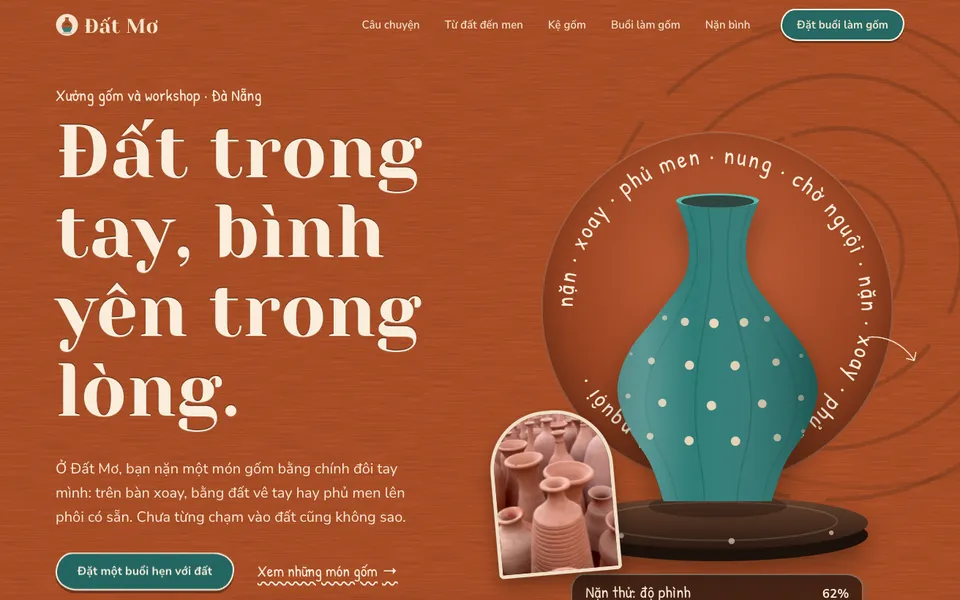 Đất Mơ
Câu chuyện
Từ đất đến men
Kệ gốm
Buổi làm gốm
Nặn bình
Đặt buổi làm gốm
Xưởng gốm và workshop · Đà Nẵng
Đất trong
tay, bình
yên trong
lòng.
nặn · xoay · phủ men · nung · chờ nguội · nặn · xoay · phủ
nguội ·
Ở Đất Mơ, bạn nặn một món gốm bằng chính đôi tay
mình: trên bàn xoay, bằng đất vê tay hay phủ men lên
phôi có sẵn. Chưa từng chạm vào đất cũng không sao.
Đặt một buổi hẹn với đất
Xem những món gốm →
Nặn thử: độ phình
62%